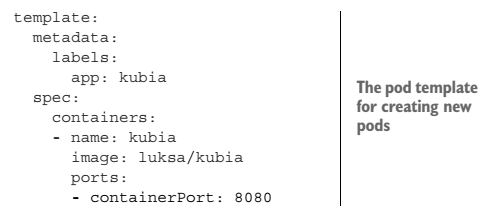 template:
  metadata:
    labels:
      app: kubia
  spec:
    containers:
    - name: kubia
      image: luksa/kubia
      ports:
      - containerPort: 8080
The pod template
for creating new
pods